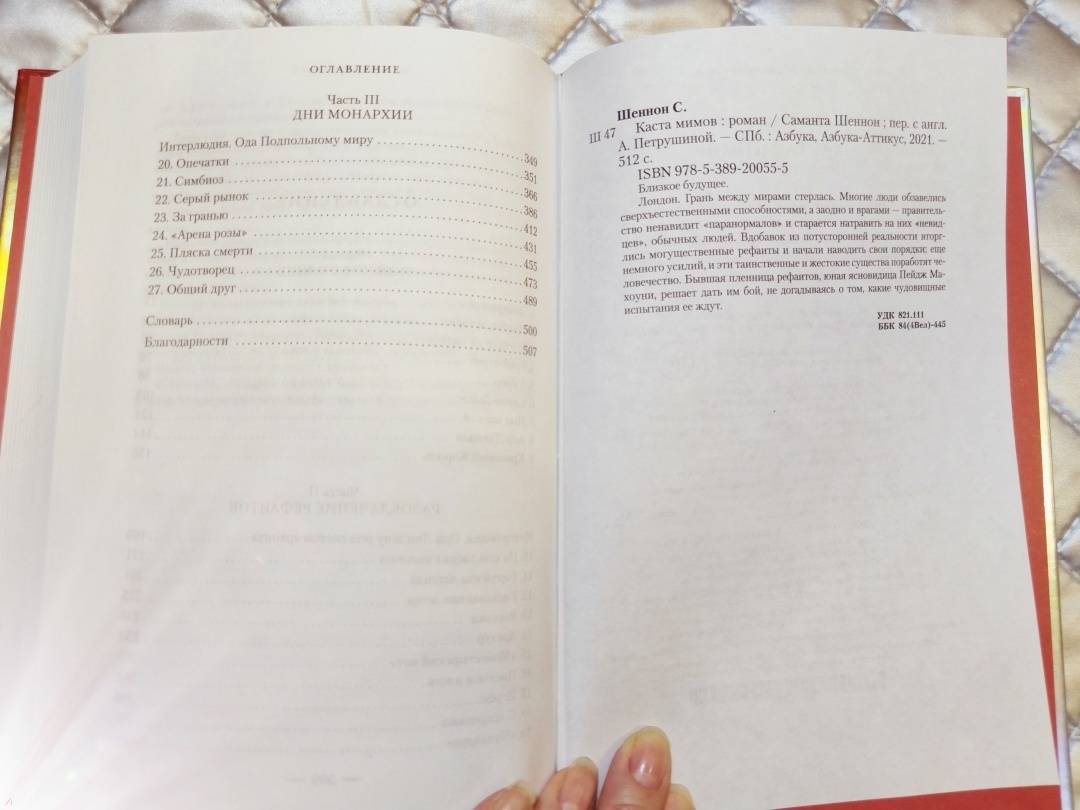 ОГЛАВЛЕНИЕ
Часть III
ДНИ МОНАРХИИ
Интерлюдия. Ода Подпольному миру 349
20. Опечатки 351
21. Симбиоз 366
22. Серый рынок 386
23. За гранью 412
24. «Арена розы» 431
25. Пляска смерти 455
26. Чудотворец 473
27. Общий друг 489
Словарь 500
Благодарности 507
Шеннон С.
Ш 47 Каста мимов : роман / Саманта Шеннон ; пер. с англ.
А. Петрушиной. — СПб. : Азбука, Азбука-Аттикус, 2021. —
512 с.
ISBN 978-5-389-20055-5
Близкое будущее.
Лондон. Грань между мирами стерлась. Многие люди обзавелись
сверхъестественными способностями, а заодно и врагами — правитель-
ство ненавидит «паранормалов» и старается натравить на них «невид-
цев», обычных людей. Вдобавок из потусторонней реальности вторг-
лись могущественные рефаиты и начали наводить свои порядки; еще
немного усилий, и эти таинственные и жестокие существа поработят че-
ловечество. Бывшая пленница рефаитов, юная ясновидица Пейдж Ма-
хоуни, решает дать им бой, не догадываясь о том, какие чудовищные
испытания ее ждут.
УДК 821.111
ББК 84(4Вел)-445